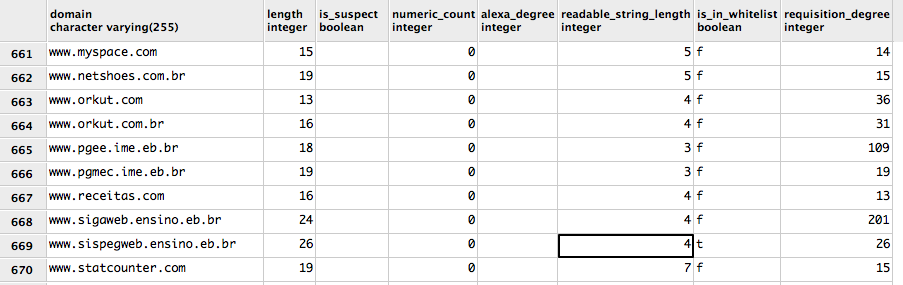 domain length is_suspect numeric_count alexa_degree readable_string_length is_in_whitelist requisition_degree
character varying(255) integer boolean integer integer integer boolean integer
661 www.myspace.com 15 0 5 f 14
662 www.netshoes.com.br 19 0 5 f 15
663 www.orkut.com 13 0 4 f 36
664 www.orkut.com.br 16 0 4 f 31
665 www.pgee.ime.eb.br 18 0 3 f 109
666 www.pgmec.ime.eb.br 19 0 3 f 19
667 www.receitas.com 16 0 4 f 13
668 www.sigaweb.ensino.eb.br 24 0 4 f 201
669 www.sispegweb.ensino.eb.br 26 0 4 t 26
670 www.statcounter.com 19 0 7 f 15